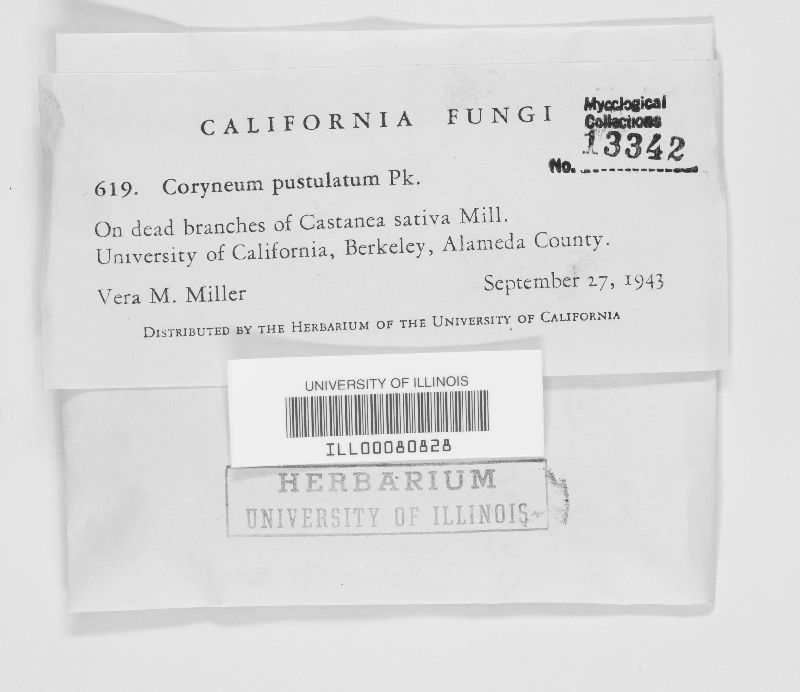 CALIFORNIA FUNGI
Mycological
Collections
No. 13342
619. Coryneum pustulatum Pk.
On dead branches of Castanea sativa Mill.
University of California, Berkeley, Alameda County.
Vera M. Miller September 27, 1943
DISTRIBUTED BY THE HERBARIUM OF THE UNIVERSITY OF CALIFORNIA
UNIVERSITY OF ILLINOIS
ILL00080828
HERBARIUM
UNIVERSITY OF ILLINOIS